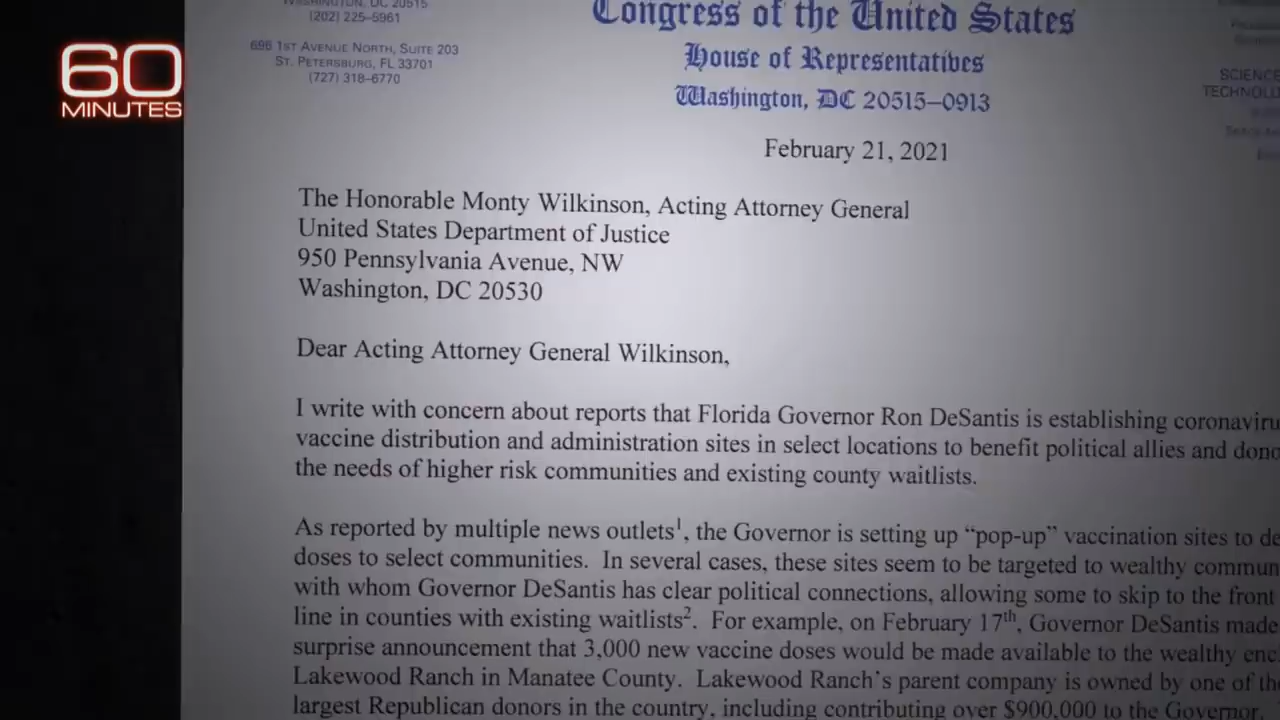 WASHINGTON, DC 20515
(202) 225–5961
696 1ST AVENUE NORTH, SUITE 203
ST. PETERSBURG, FL 33701
(727) 318–6770
60
MINUTES
Congress of the United States
House of Representatives
Washington, DC 20515–0913
SCIENCE
TECHNOL
February 21, 2021
The Honorable Monty Wilkinson, Acting Attorney General
United States Department of Justice
950 Pennsylvania Avenue, NW
Washington, DC 20530
Dear Acting Attorney General Wilkinson,
I write with concern about reports that Florida Governor Ron DeSantis is establishing coronaviru
vaccine distribution and administration sites in select locations to benefit political allies and dono
the needs of higher risk communities and existing county waitlists.
As reported by multiple news outlets¹, the Governor is setting up “pop-up” vaccination sites to de
doses to select communities. In several cases, these sites seem to be targeted to wealthy commun
with whom Governor DeSantis has clear political connections, allowing some to skip to the front
line in counties with existing waitlists². For example, on February 17th, Governor DeSantis made
surprise announcement that 3,000 new vaccine doses would be made available to the wealthy enc
Lakewood Ranch in Manatee County. Lakewood Ranch’s parent company is owned by one of the
largest Republican donors in the country, including contributing over $900,000 to the Governor.